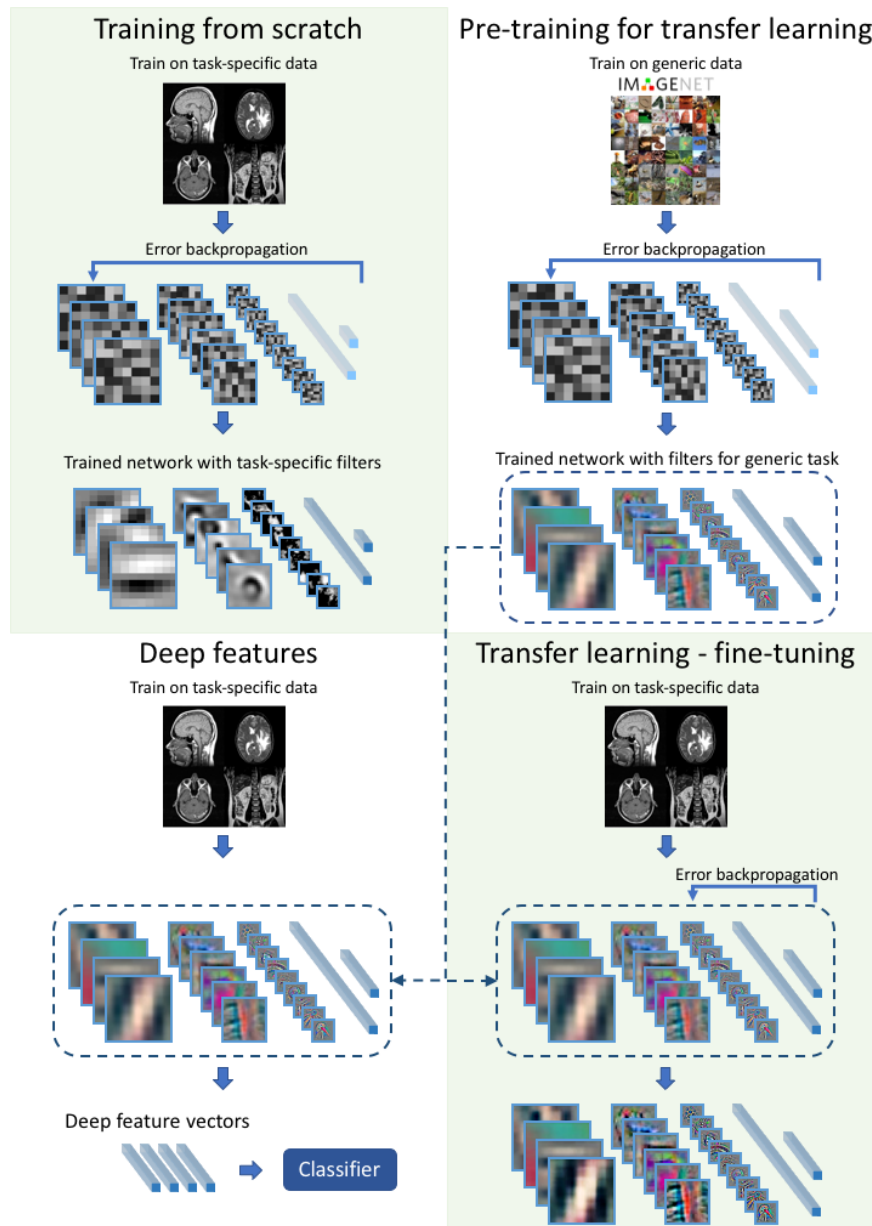 Training from scratch
Train on task-specific data
Error backpropagation
Trained network with task-specific filters
Pre-training for transfer learning
Train on generic data
IMAGENET
Error backpropagation
Trained network with filters for generic task
Deep features
Train on task-specific data
Deep feature vectors
Classifier
Transfer learning - fine-tuning
Train on task-specific data
Error backpropagation